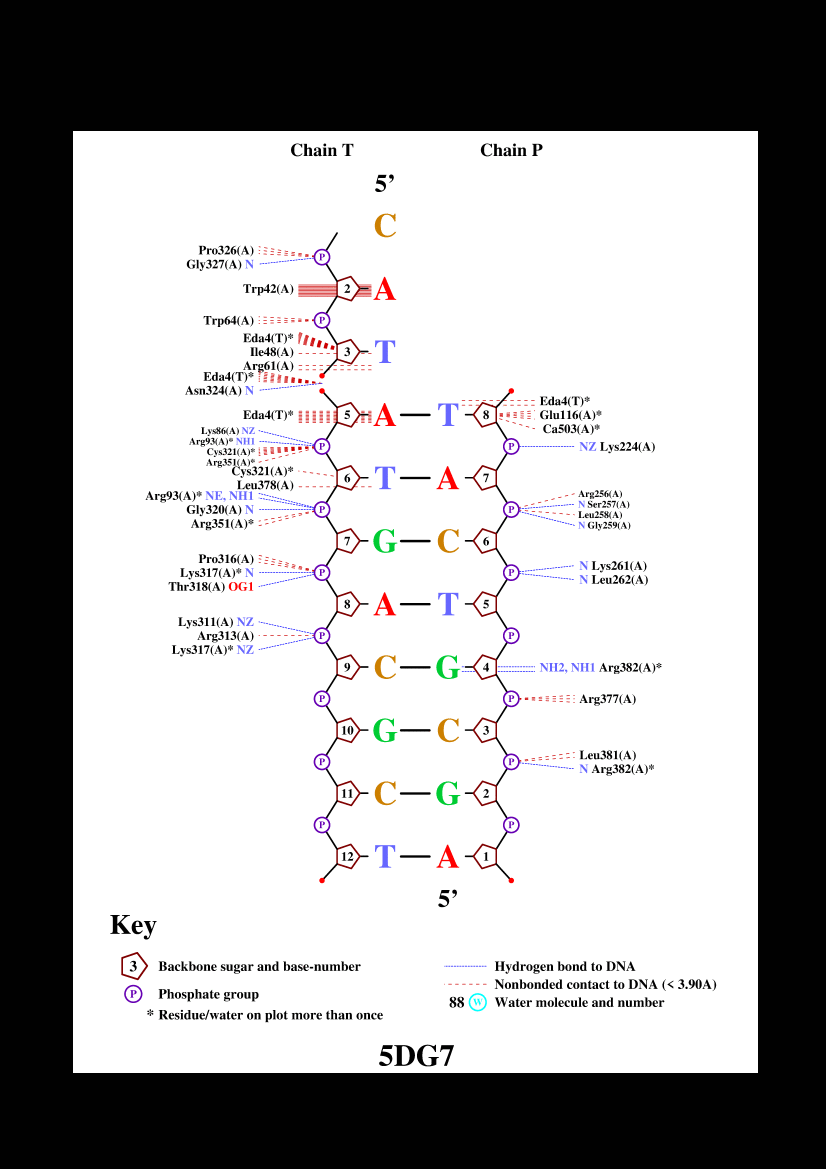 Chain T Chain P
5’
C
Pro326(A) P
Gly327(A) N
Trp42(A) 2 A
Trp64(A) P
Eda4(T)*
Ile48(A) 3 T
Arg61(A)
Eda4(T)*
Asn324(A) N
Eda4(T)* 5 A T 8 Eda4(T)*
Glu116(A)*
Ca503(A)*
Lys86(A) NZ
Arg93(A)* NH1 P P NZ Lys224(A)
Cys321(A)*
Arg351(A)*
Cys321(A)* 6 T A 7
Leu378(A)
Arg93(A)* NE, NH1 Arg256(A)
Gly320(A) N P P N Ser257(A)
Arg351(A)* Leu258(A)
N Gly259(A)
7 G C 6
Pro316(A) N Lys261(A)
Lys317(A)* N P P N Leu262(A)
Thr318(A) OG1
8 A T 5
Lys311(A) NZ
Arg313(A) P P
Lys317(A)* NZ
9 C G 4 NH2, NH1 Arg382(A)*
P P Arg377(A)
10 G C 3
P P Leu381(A)
N Arg382(A)*
11 C G 2
P P
12 T A 1
5’
Key
3 Backbone sugar and base-number
P Phosphate group
* Residue/water on plot more than once
Hydrogen bond to DNA
Nonbonded contact to DNA (< 3.90A)
88 W Water molecule and number
5DG7